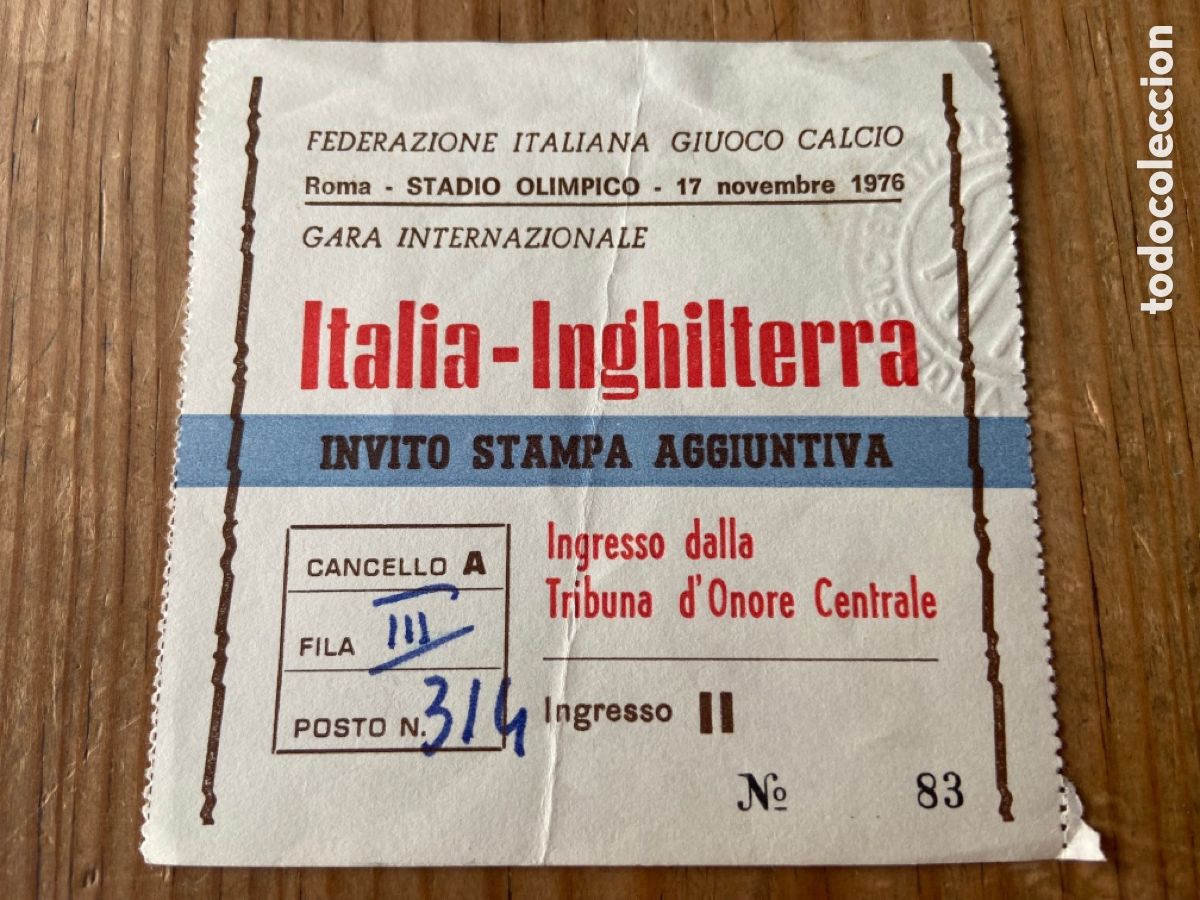 FEDERAZIONE ITALIANA GIUOCO CALCIO
Roma - STADIO OLIMPICO - 17 novembre 1976
GARA INTERNAZIONALE
Italia-Inghilterra
INVITO STAMPA AGGIUNTIVA
CANCELLO A
FILA III
POSTO N. 314
Ingresso dalla
Tribuna d'Onore Centrale
Ingresso II
Nº 83
todocoleccion